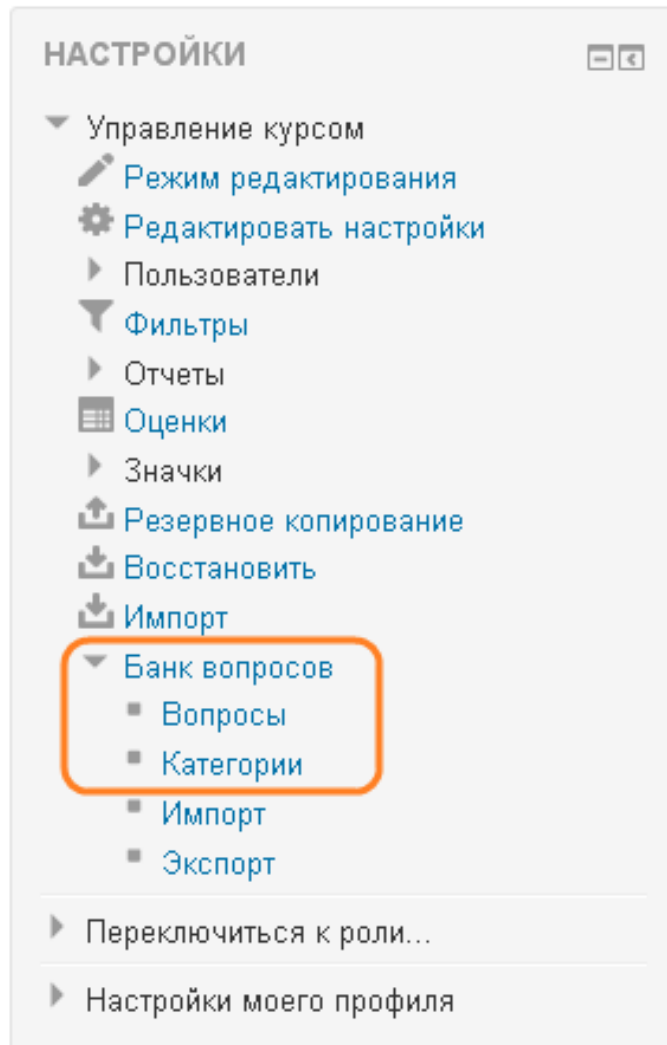 НАСТРОЙКИ
Управление курсом
Режим редактирования
Редактировать настройки
Пользователи
Фильтры
Отчеты
Оценки
Значки
Резервное копирование
Восстановить
Импорт
Банк вопросов
Вопросы
Категории
Импорт
Экспорт
Переключиться к роли...
Настройки моего профиля